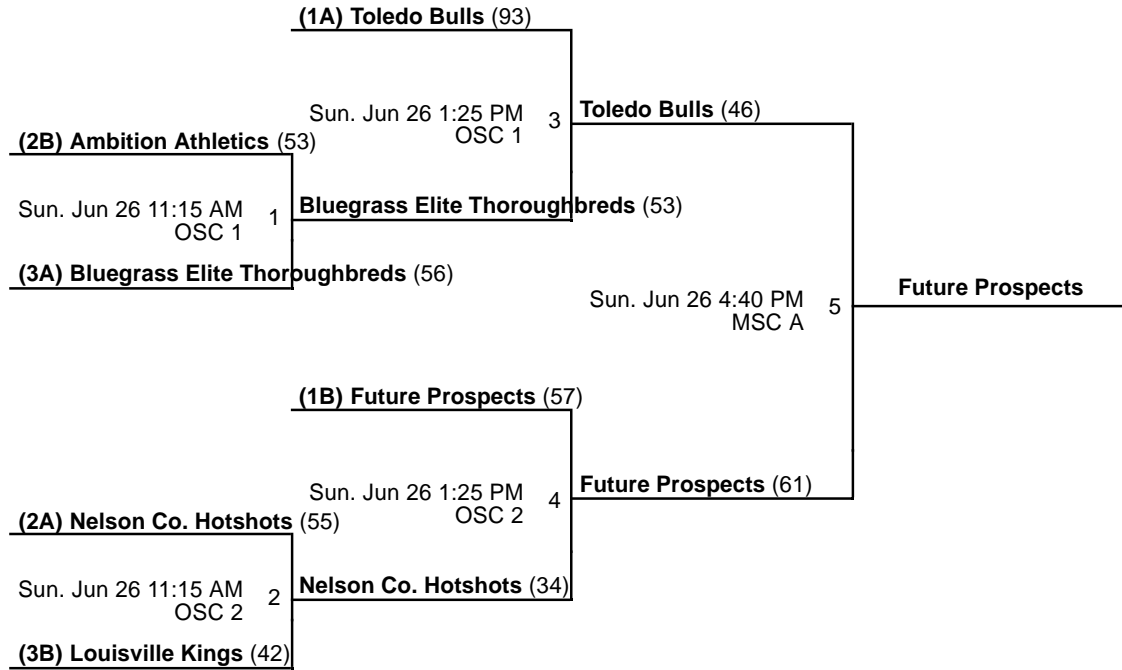 (1A) Toledo Bulls (93)
Sun. Jun 26 1:25 PM
OSC 1
3
Toledo Bulls (46)
(2B) Ambition Athletics (53)
Sun. Jun 26 11:15 AM
OSC 1
1
Bluegrass Elite Thoroughbreds (53)
(3A) Bluegrass Elite Thoroughbreds (56)
Sun. Jun 26 4:40 PM
MSC A
5
Future Prospects
(1B) Future Prospects (57)
Sun. Jun 26 1:25 PM
OSC 2
4
Future Prospects (61)
(2A) Nelson Co. Hotshots (55)
Sun. Jun 26 11:15 AM
OSC 2
2
Nelson Co. Hotshots (34)
(3B) Louisville Kings (42)